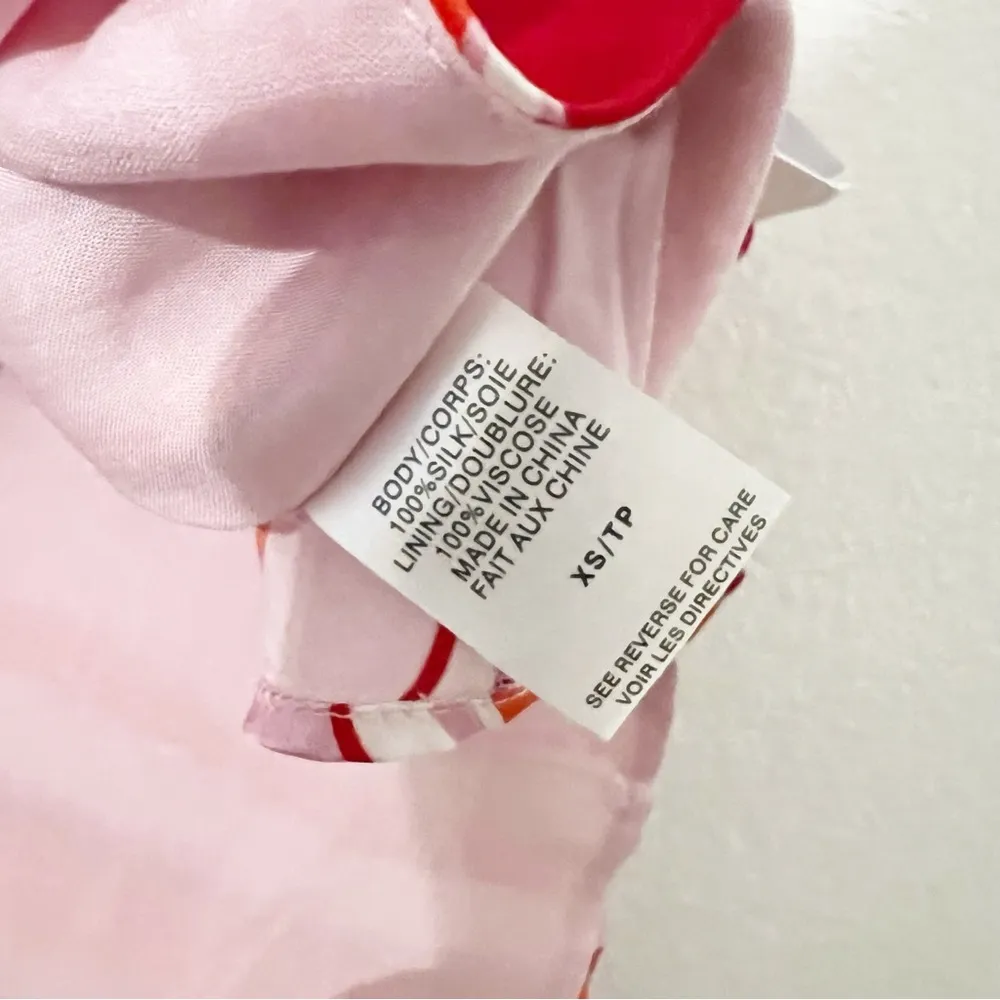 BODY/CORPS:
100%SILK/SOIE
LINING/DOUBLURE:
100%VISCOSE
MADE IN CHINA
FAIT AUX CHINE
XS/TP
SEE REVERSE FOR CARE
VOIR LES DIRECTIVES